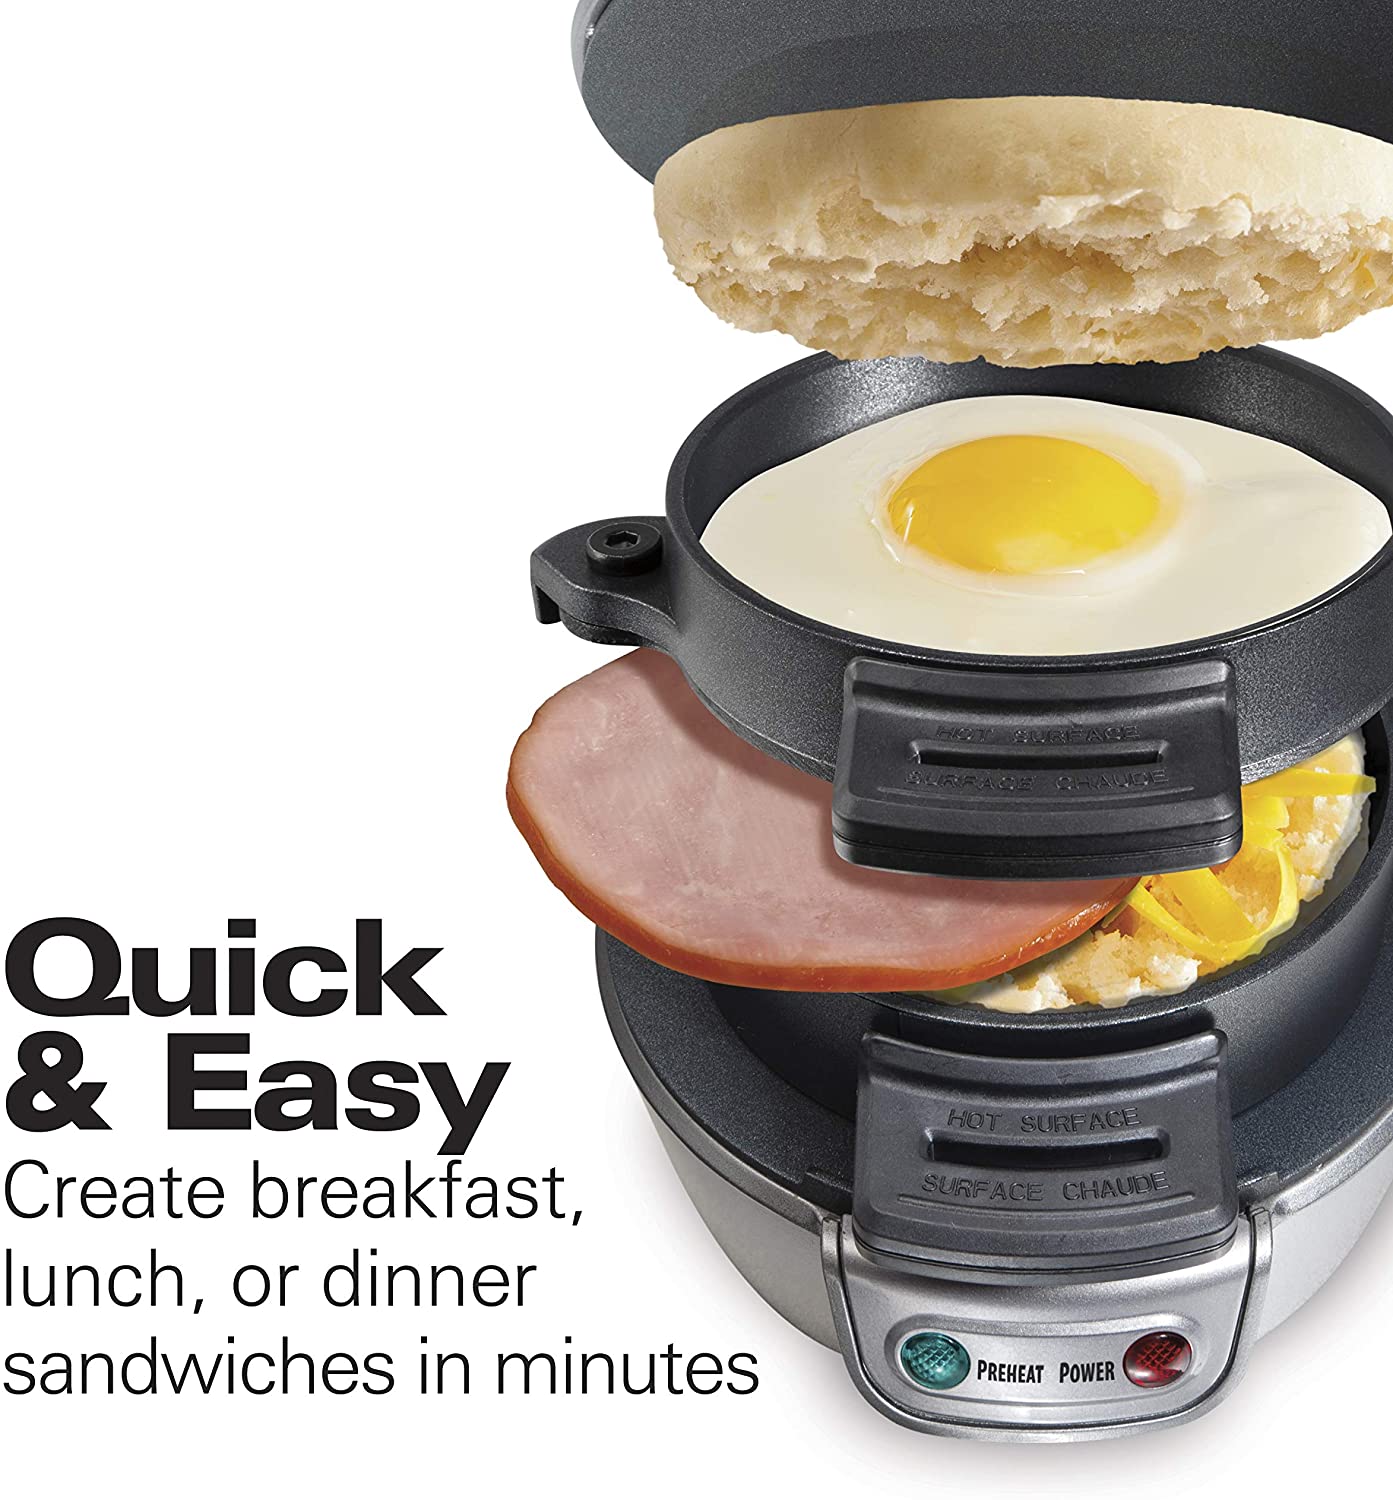 HOT SURFACE
SURFACE CHAUDE
Quick
& Easy
Create breakfast,
lunch, or dinner
sandwiches in minutes
HOT SURFACE
SURFACE CHAUDE
PREHEAT POWER